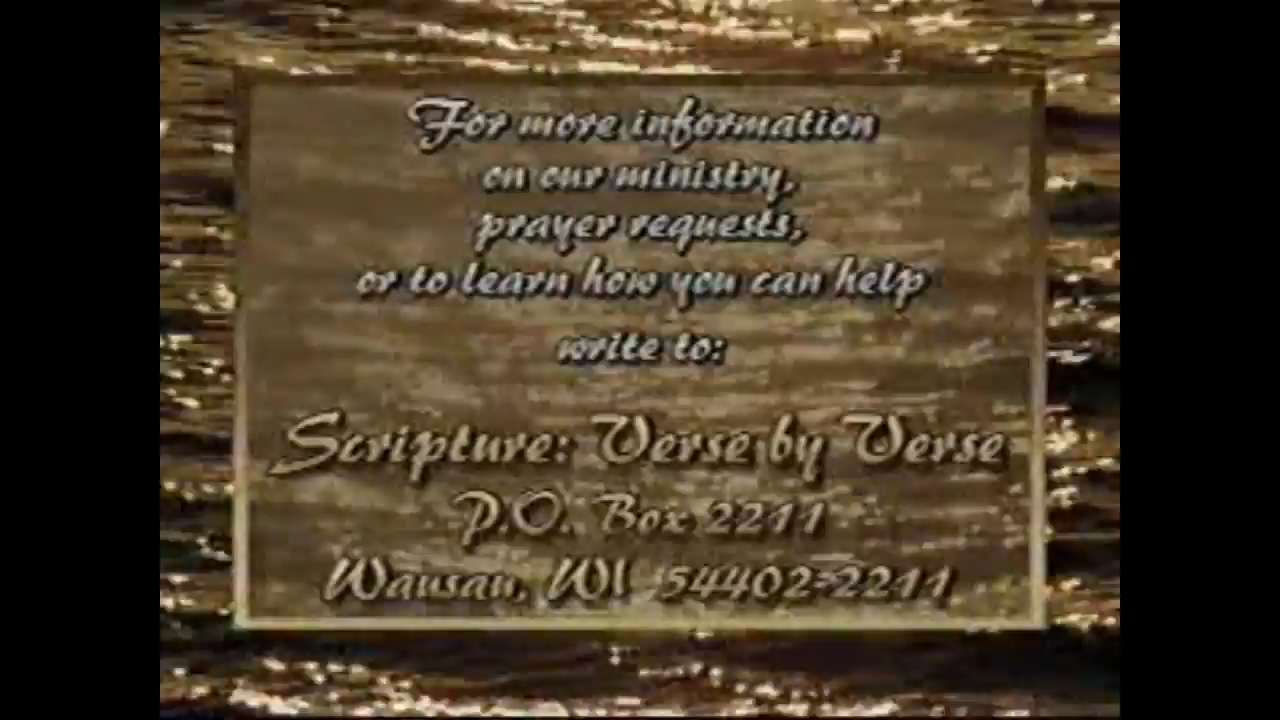 For more information
on our ministry,
prayer requests,
or to learn how you can help
write to:
Scripture: Verse by Verse
P.O. Box 2211
Wausau, WI 54402-2211